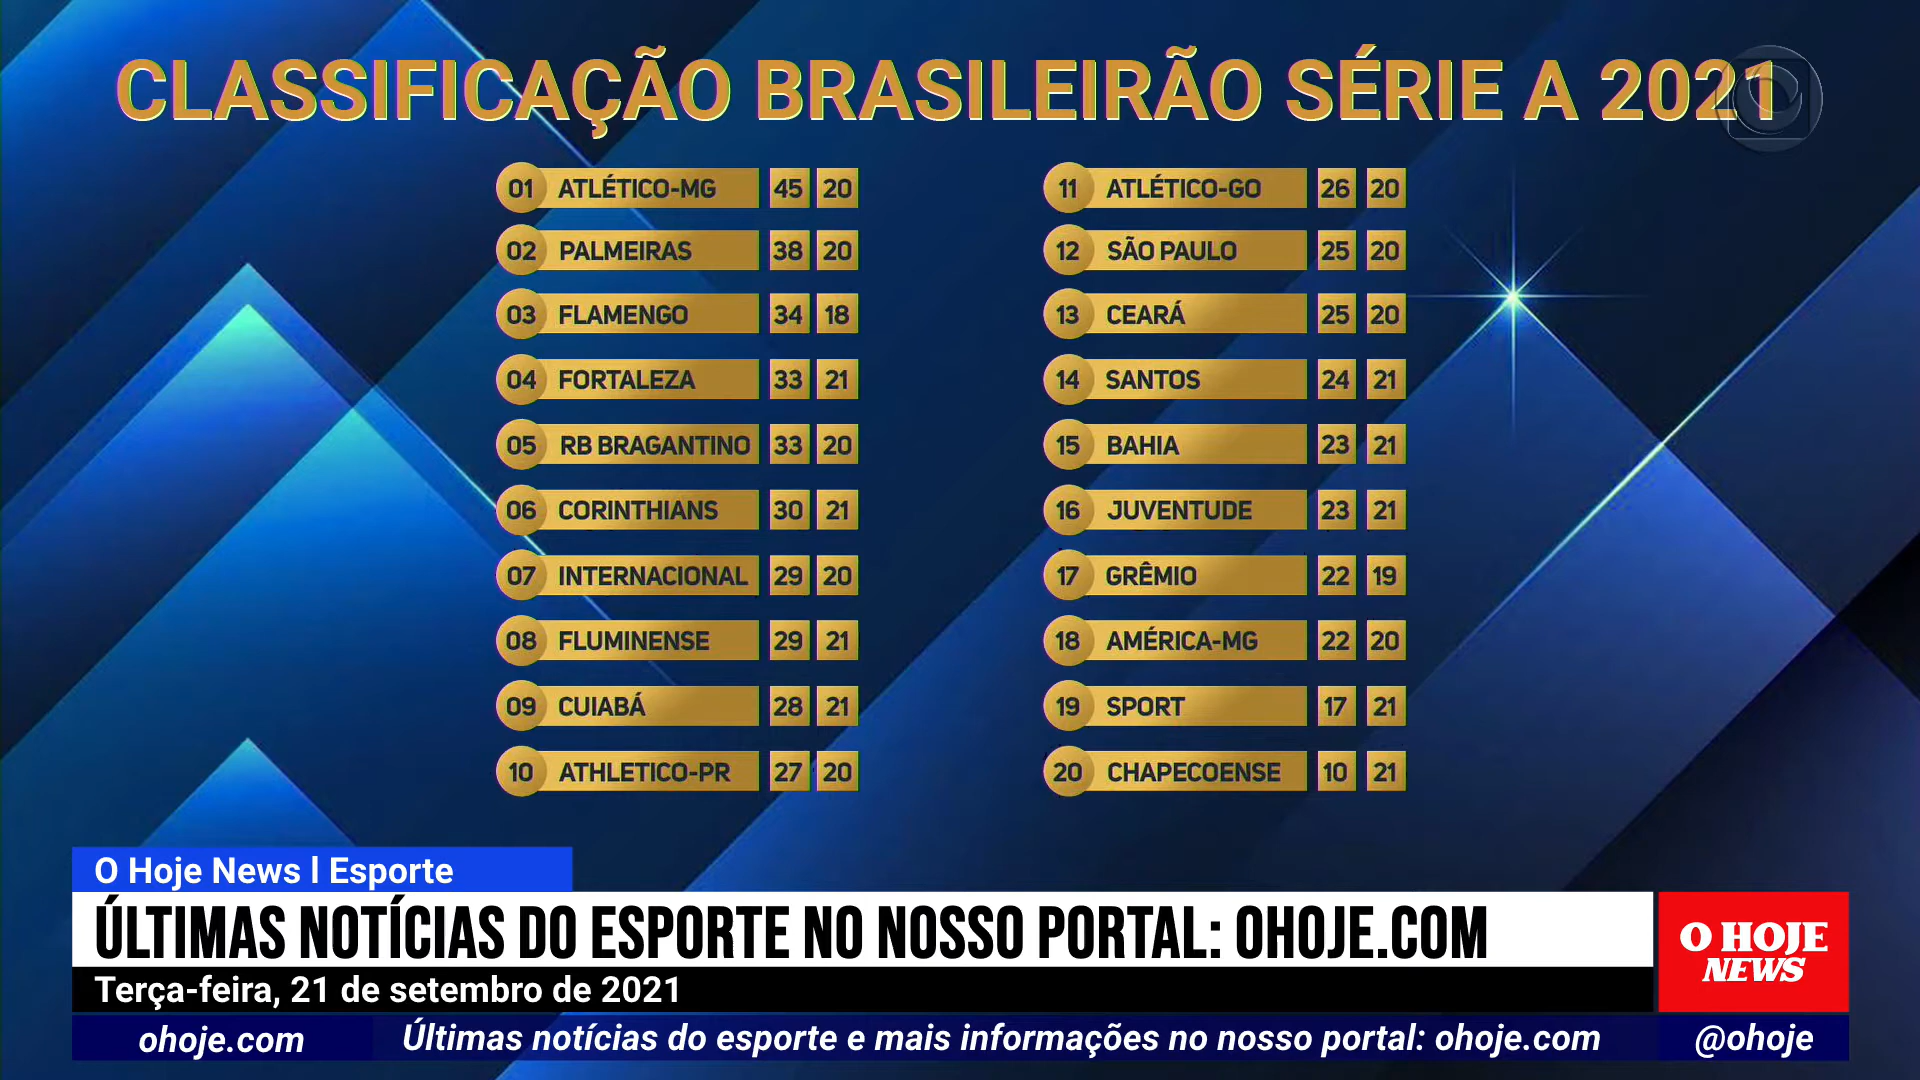 CLASSIFICAÇÃO BRASILEIRÃO SÉRIE A 2021
01 ATLÉTICO-MG 45 20
02 PALMEIRAS 38 20
03 FLAMENGO 34 18
04 FORTALEZA 33 21
05 RB BRAGANTINO 33 20
06 CORINTHIANS 30 21
07 INTERNACIONAL 29 20
08 FLUMINENSE 29 21
09 CUIABÁ 28 21
10 ATHLETICO-PR 27 20
11 ATLÉTICO-GO 26 20
12 SÃO PAULO 25 20
13 CEARÁ 25 20
14 SANTOS 24 21
15 BAHIA 23 21
16 JUVENTUDE 23 21
17 GRÊMIO 22 19
18 AMÉRICA-MG 22 20
19 SPORT 17 21
20 CHAPECOENSE 10 21
O Hoje News l Esporte
ÚLTIMAS NOTÍCIAS DO ESPORTE NO NOSSO PORTAL: OHOJE.COM
Terça-feira, 21 de setembro de 2021
O HOJE
NEWS
ohoje.com
Últimas notícias do esporte e mais informações no nosso portal: ohoje.com
@ohoje